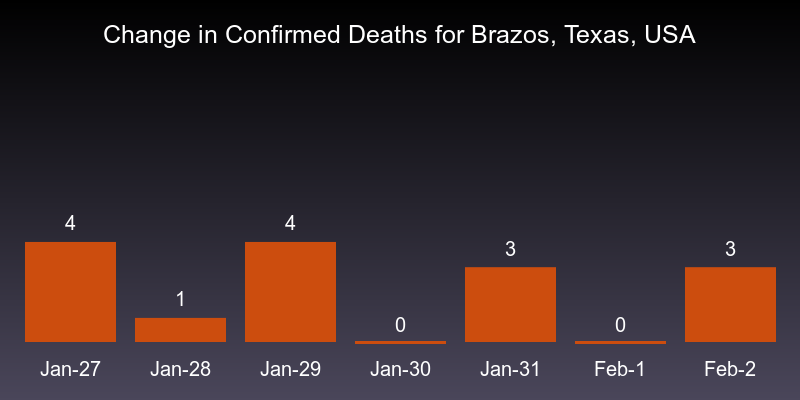 Change in Confirmed Deaths for Brazos, Texas, USA
4
1
4
0
3
0
3
Jan-27
Jan-28
Jan-29
Jan-30
Jan-31
Feb-1
Feb-2